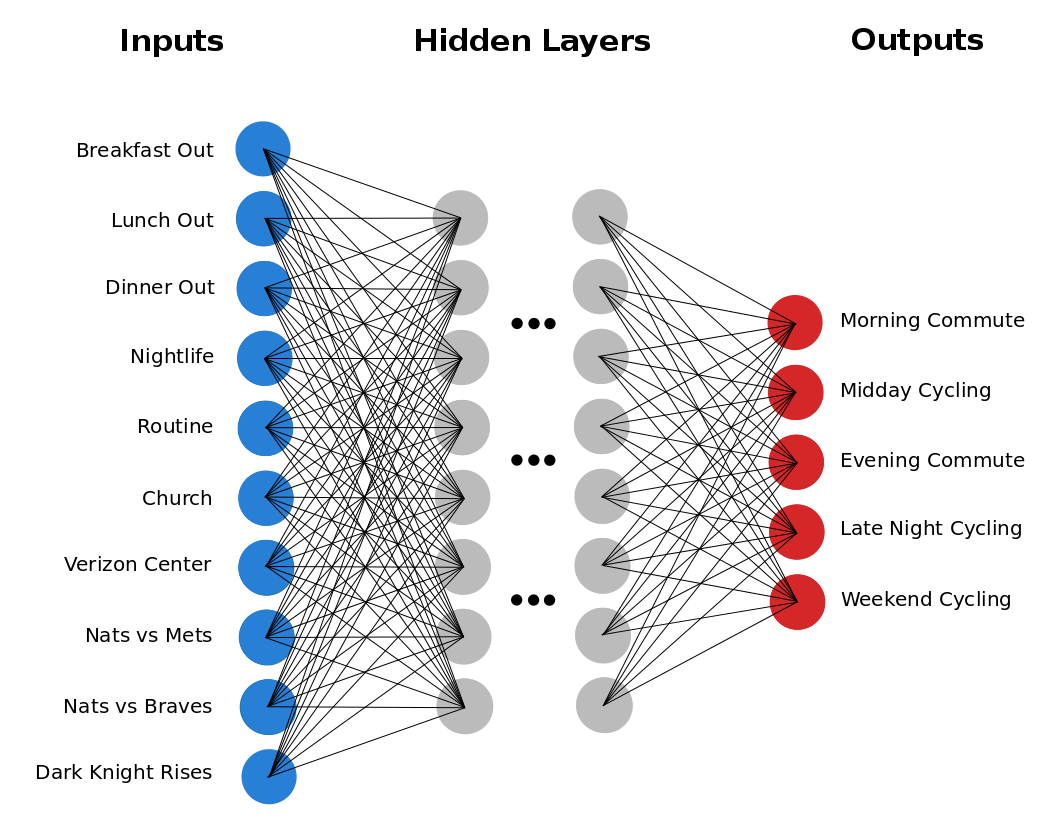 Inputs
Hidden Layers
Outputs
Breakfast Out
Lunch Out
Dinner Out
Nightlife
Routine
Church
Verizon Center
Nats vs Mets
Nats vs Braves
Dark Knight Rises
Morning Commute
Midday Cycling
Evening Commute
Late Night Cycling
Weekend Cycling